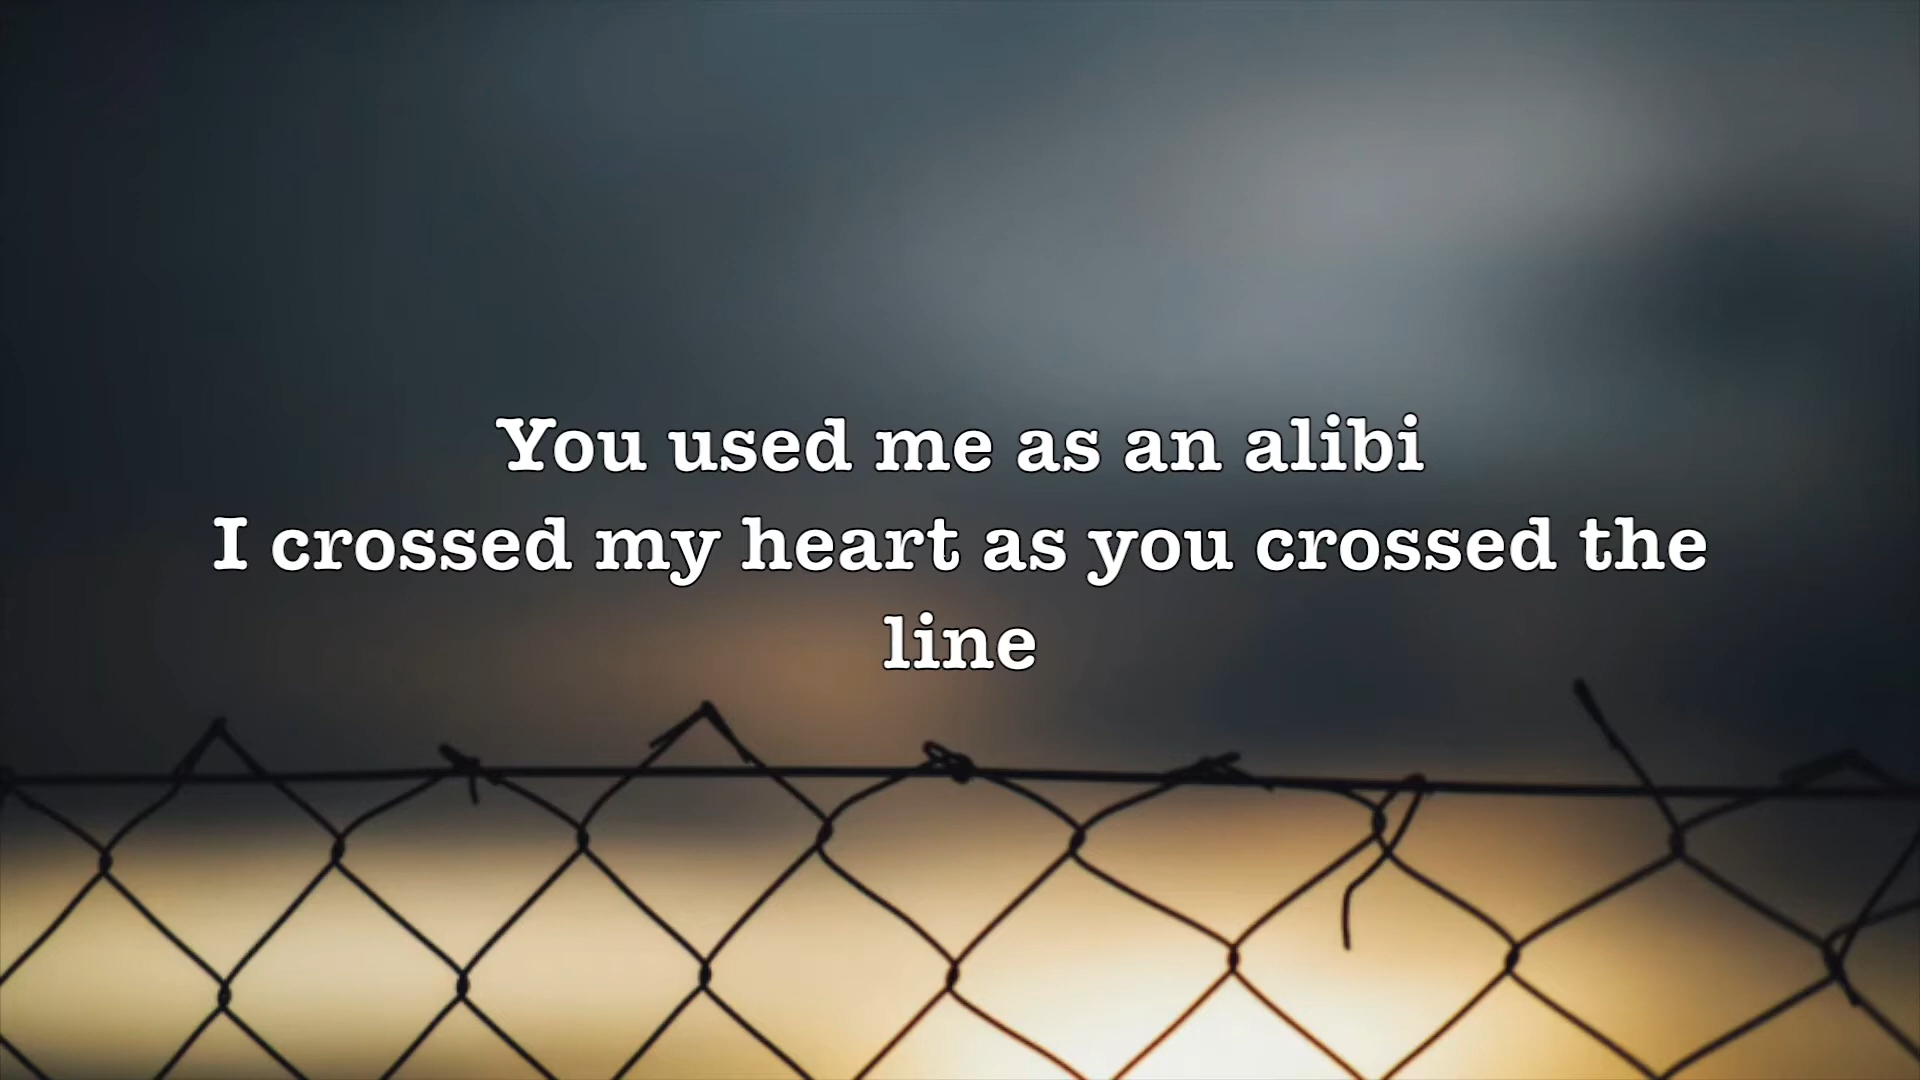 You used me as an alibi
I crossed my heart as you crossed the
line